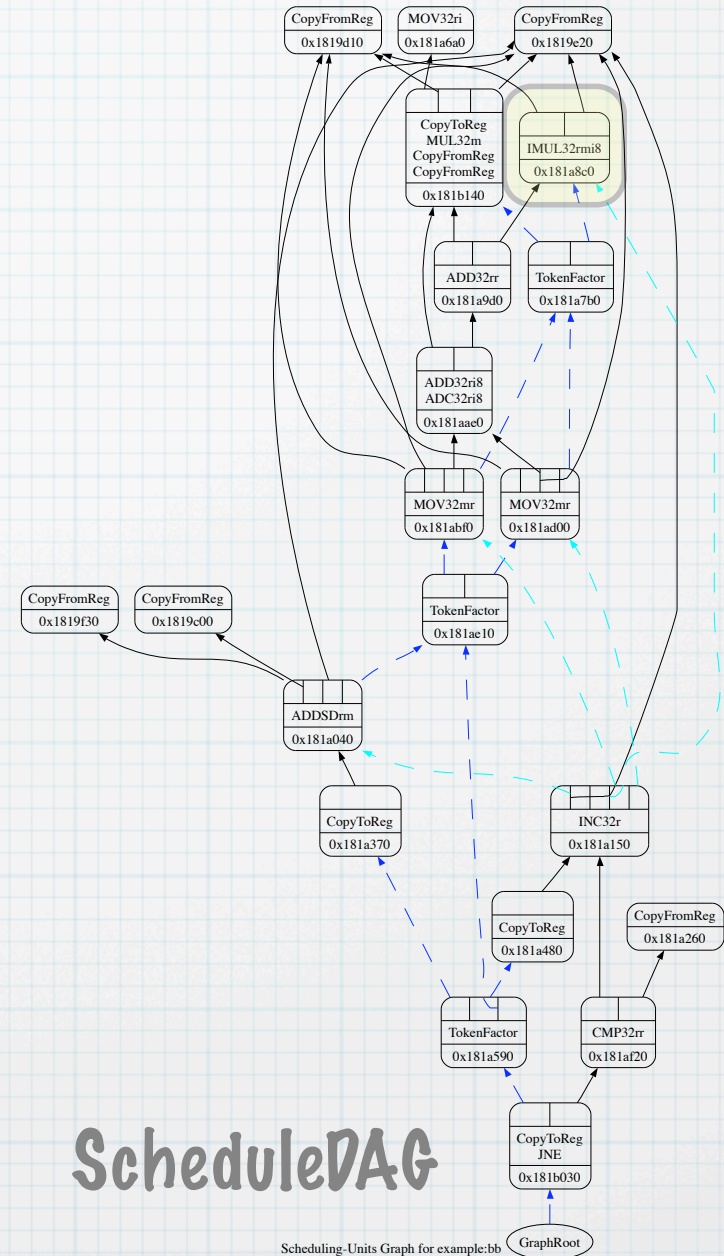 CopyFromReg
0x1819d10
MOV32ri
0x181a6a0
CopyFromReg
0x1819e20
CopyToReg
MUL32m
CopyFromReg
CopyFromReg
0x181b140
IMUL32rmi8
0x181a8c0
ADD32rr
0x181a9d0
TokenFactor
0x181a7b0
ADD32ri8
ADC32ri8
0x181aae0
MOV32mr
0x181abf0
MOV32mr
0x181ad00
CopyFromReg
0x1819f30
CopyFromReg
0x1819c00
TokenFactor
0x181ae10
ADDSDrm
0x181a040
CopyToReg
0x181a370
INC32r
0x181a150
CopyToReg
0x181a480
CopyFromReg
0x181a260
TokenFactor
0x181a590
CMP32rr
0x181af20
CopyToReg
JNE
0x181b030
ScheduleDAG
GraphRoot
Scheduling-Units Graph for example:bb